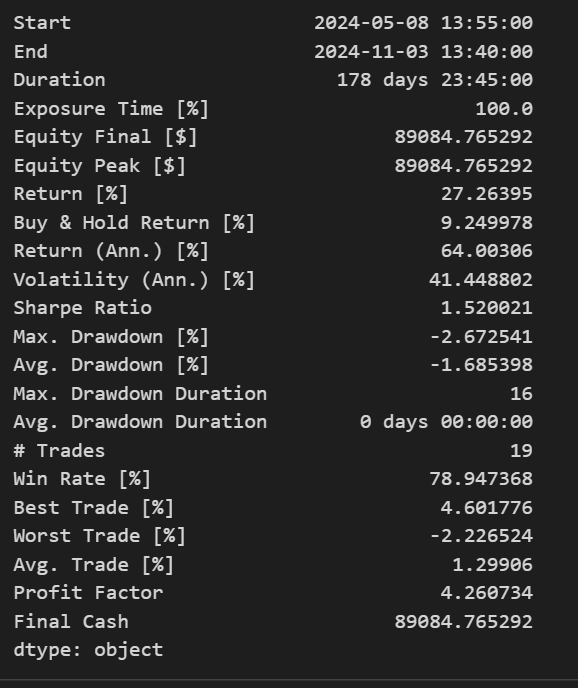 Start 2024-05-08 13:55:00
End 2024-11-03 13:40:00
Duration 178 days 23:45:00
Exposure Time [%] 100.0
Equity Final [$] 89084.765292
Equity Peak [$] 89084.765292
Return [%] 27.26395
Buy & Hold Return [%] 9.249978
Return (Ann.) [%] 64.00306
Volatility (Ann.) [%] 41.448802
Sharpe Ratio 1.520021
Max. Drawdown [%] -2.672541
Avg. Drawdown [%] -1.685398
Max. Drawdown Duration 16
Avg. Drawdown Duration 0 days 00:00:00
# Trades 19
Win Rate [%] 78.947368
Best Trade [%] 4.601776
Worst Trade [%] -2.226524
Avg. Trade [%] 1.29906
Profit Factor 4.260734
Final Cash 89084.765292
dtype: object